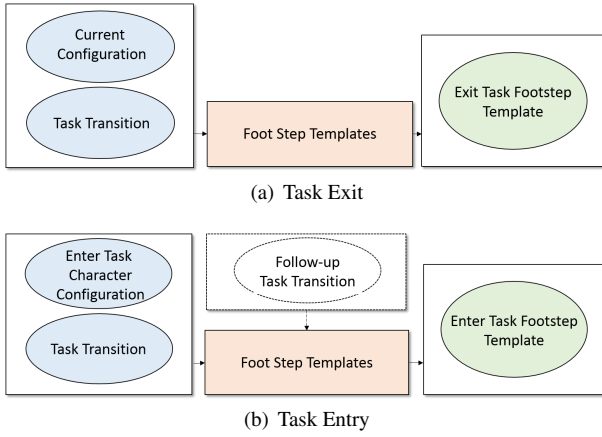 Current
Configuration
Task Transition
Foot Step Templates
Exit Task Footstep
Template
(a) Task Exit
Enter Task
Character
Configuration
Task Transition
Follow-up
Task Transition
Foot Step Templates
Enter Task Footstep
Template
(b) Task Entry